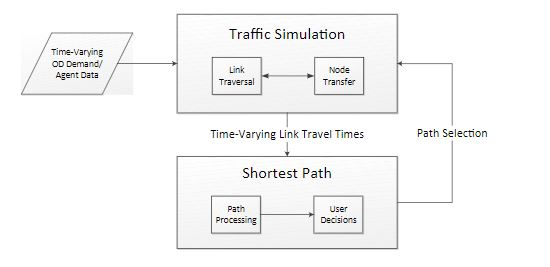 Traffic Simulation
Time-Varying
OD Demand/
Agent Data
Link
Traversal
Node
Transfer
Time-Varying Link Travel Times
Path Selection
Shortest Path
Path
Processing
User
Decisions